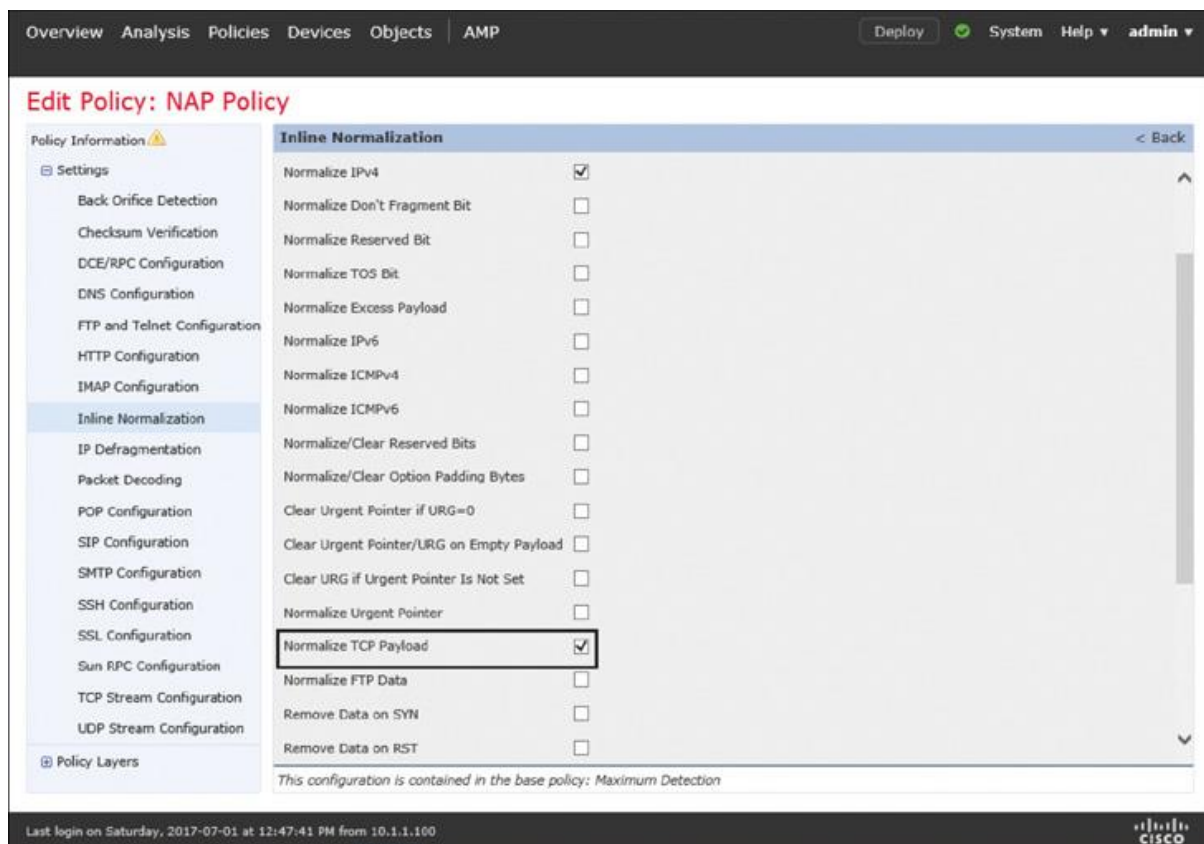 Overview Analysis Policies Devices Objects AMP Deploy System Help admin
Edit Policy: NAP Policy
Policy Information
Settings
Back Orifice Detection
Checksum Verification
DCE/RPC Configuration
DNS Configuration
FTP and Telnet Configuration
HTTP Configuration
IMAP Configuration
Inline Normalization
IP Defragmentation
Packet Decoding
POP Configuration
SIP Configuration
SMTP Configuration
SSH Configuration
SSL Configuration
Sun RPC Configuration
TCP Stream Configuration
UDP Stream Configuration
Policy Layers
Inline Normalization < Back
Normalize IPv4
Normalize Don't Fragment Bit
Normalize Reserved Bit
Normalize TOS Bit
Normalize Excess Payload
Normalize IPv6
Normalize ICMPv4
Normalize ICMPv6
Normalize/Clear Reserved Bits
Normalize/Clear Option Padding Bytes
Clear Urgent Pointer if URG=0
Clear Urgent Pointer/URG on Empty Payload
Clear URG if Urgent Pointer Is Not Set
Normalize Urgent Pointer
Normalize TCP Payload
Normalize FTP Data
Remove Data on SYN
Remove Data on RST
This configuration is contained in the base policy: Maximum Detection
Last login on Saturday, 2017-07-01 at 12:47:41 PM from 10.1.1.100
CISCO